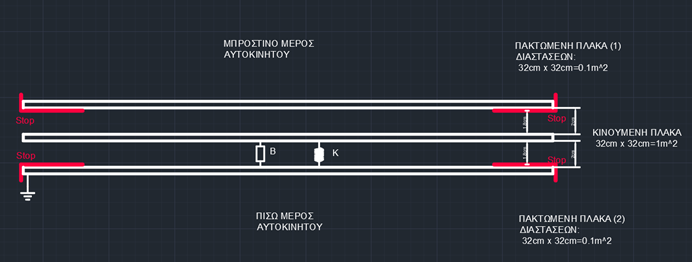 ΜΠΡΟΣΤΙΝΟ ΜΕΡΟΣ
ΑΥΤΟΚΙΝΗΤΟΥ
ΠΑΚΤΩΜΕΝΗ ΠΛΑΚΑ (1)
ΔΙΑΣΤΑΣΕΩΝ:
32cm x 32cm=0.1m^2
Stop
Stop
ΚΙΝΟΥΜΕΝΗ ΠΛΑΚΑ
32cm x 32cm=1m^2
Stop
B
K
Stop
ΠΙΣΩ ΜΕΡΟΣ
ΑΥΤΟΚΙΝΗΤΟΥ
ΠΑΚΤΩΜΕΝΗ ΠΛΑΚΑ (2)
ΔΙΑΣΤΑΣΕΩΝ:
32cm x 32cm=0.1m^2